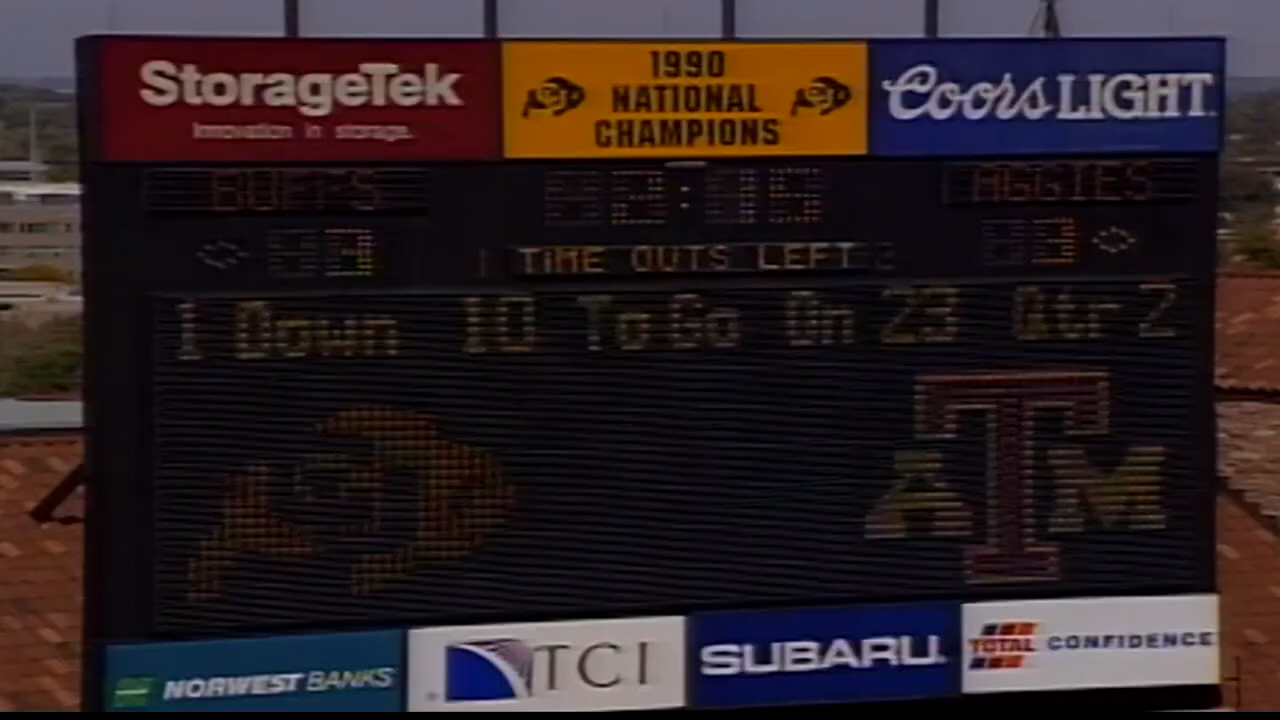 StorageTek
Innovation in storage.
1990
NATIONAL
CHAMPIONS
Coors LIGHT
BUFFS
AGGIES
TIME OUTS LEFT
1 Down 10 To Go On 23 Qtr 2
A T M
NORWEST BANKS
TCI
SUBARU
TOTAL CONFIDENCE